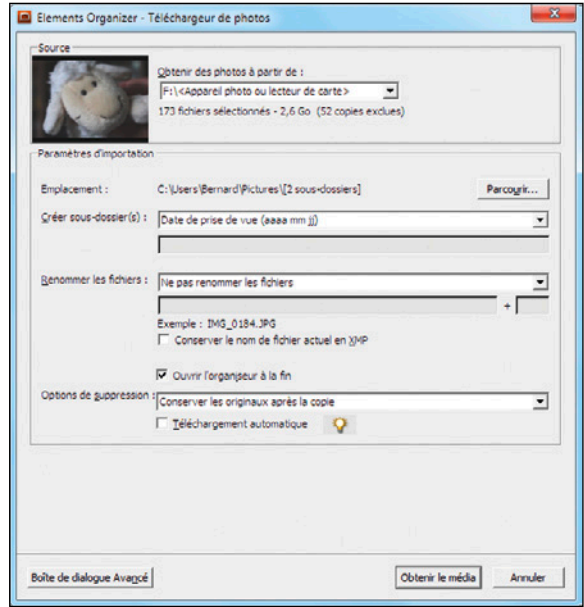 Elements Organizer - Téléchargeur de photos
Source
Obtenir des photos à partir de :
F:\<Appareil photo ou lecteur de carte>
173 fichiers sélectionnés - 2,6 Go (52 copies exclues)
Paramètres d'importation
Emplacement : C:\Users\Bernard\Pictures\[2 sous-dossiers] Parcourir...
Créer sous-dossier(s) : Date de prise de vue (aaaa mm jj)
Renommer les fichiers : Ne pas renommer les fichiers
+
Exemple : IMG_0184.JPG
Conserver le nom de fichier actuel en XMP
Ouvrir l'organiseur à la fin
Options de suppression : Conserver les originaux après la copie
Téléchargement automatique
Boîte de dialogue Avancé Obtenir le média Annuler